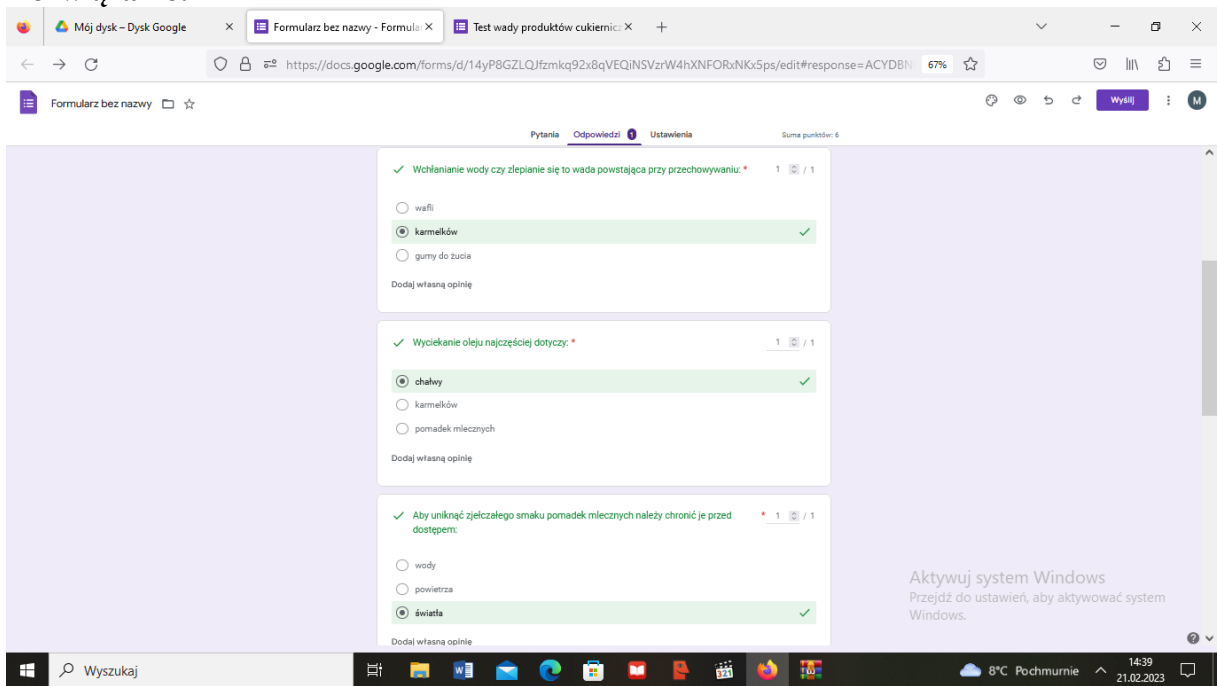 Mój dysk – Dysk Google
Formularz bez nazwy - Formula
Test wady produktów cukiernic
https://docs.google.com/forms/d/14yP8GZLQJfzmkq92x8qVEQiNSVzrW4hXNFORxNKx5ps/edit#response=ACYDBN
67%
Formularz bez nazwy
Wyślij
M
Pytania Odpowiedzi 1 Ustawienia Suma punktów: 6
Wchłanianie wody czy zlepianie się to wada powstająca przy przechowywaniu: * 1 / 1
wafli
karmelków
gumy do żucia
Dodaj własną opinię
Wyciekanie oleju najczęściej dotyczy: * 1 / 1
chałwy
karmelków
pomadek mlecznych
Dodaj własną opinię
Aby uniknąć zjełczałego smaku pomadek mlecznych należy chronić je przed * 1 / 1
dostępem:
wody
powietrza
światła
Dodaj własną opinię
Aktywuj system Windows
Przejdź do ustawień, aby aktywować system
Windows.
Wyszukaj
321
8°C Pochmurnie
14:39
21.02.2023